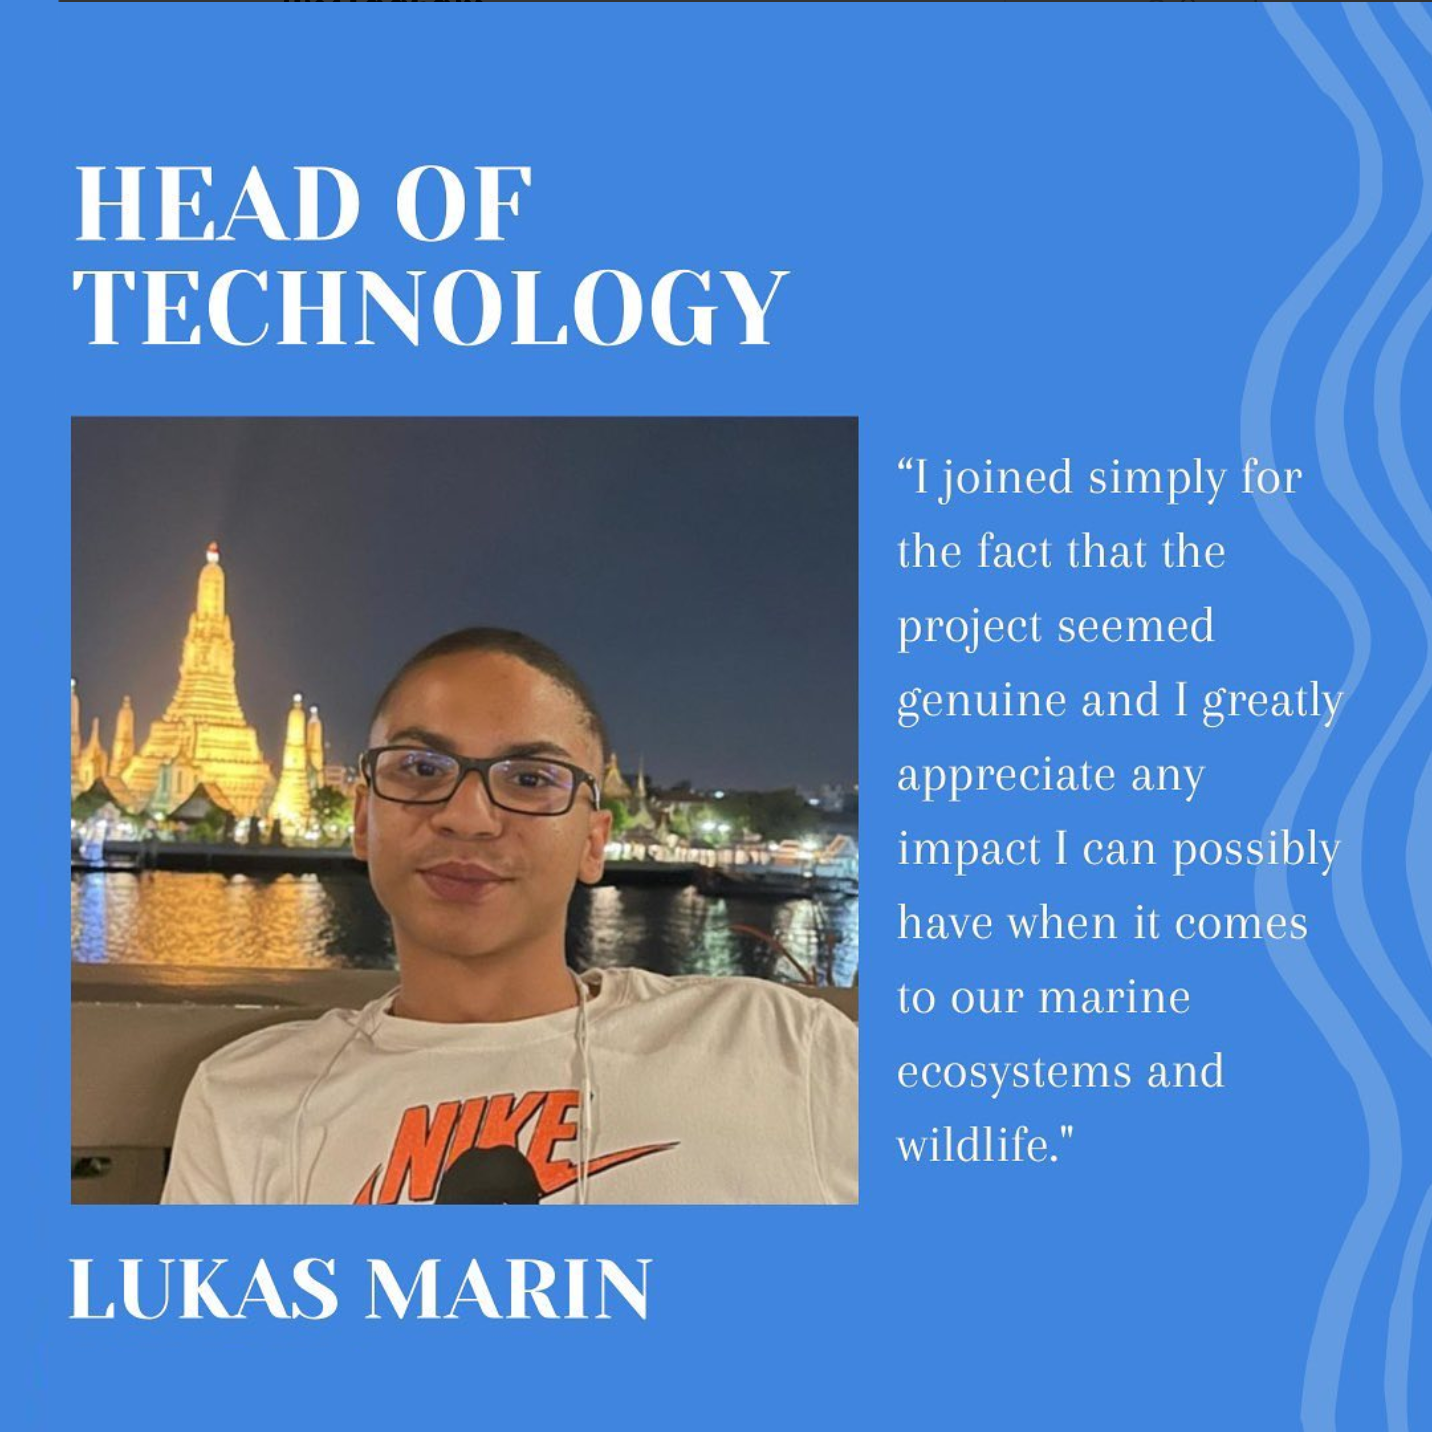 HEAD OF
TECHNOLOGY
“I joined simply for
the fact that the
project seemed
genuine and I greatly
appreciate any
impact I can possibly
have when it comes
to our marine
ecosystems and
wildlife."
NIKE
LUKAS MARIN